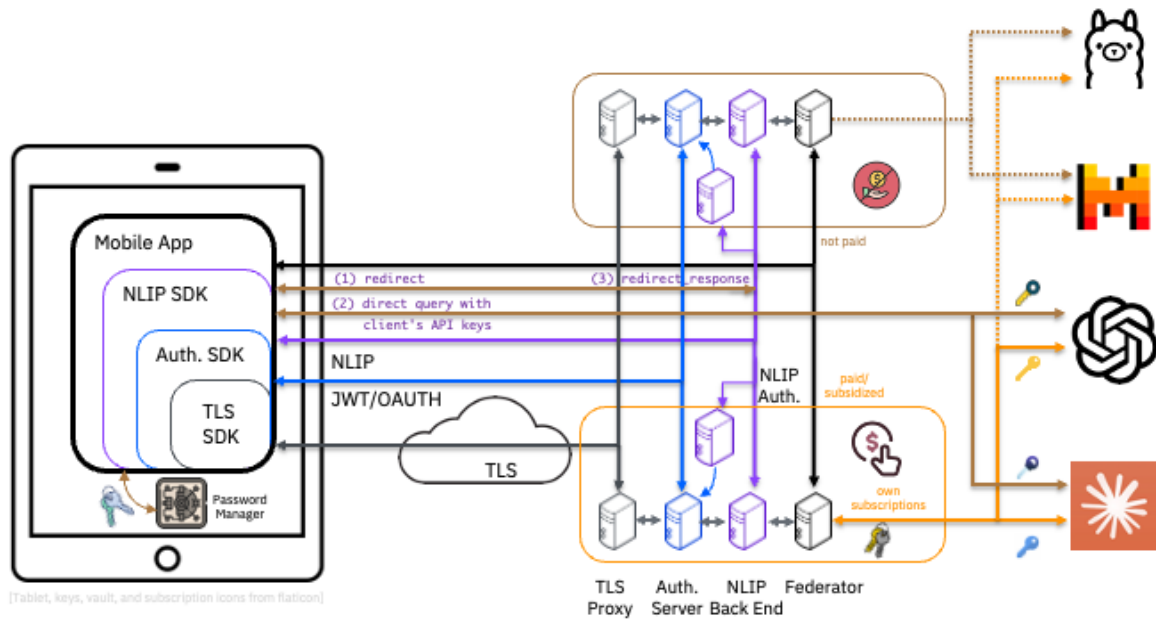 Mobile App
NLIP SDK
Auth. SDK
TLS
SDK
Password
Manager
[Tablet, keys, vault, and subscription icons from flaticon]
(1) redirect
(3) redirect_response
(2) direct query with
client's API keys
NLIP
JWT/OAUTH
TLS
not paid
NLIP
Auth.
paid/
subsidized
own
subscriptions
TLS
Proxy
Auth.
Server
NLIP
Back End
Federator